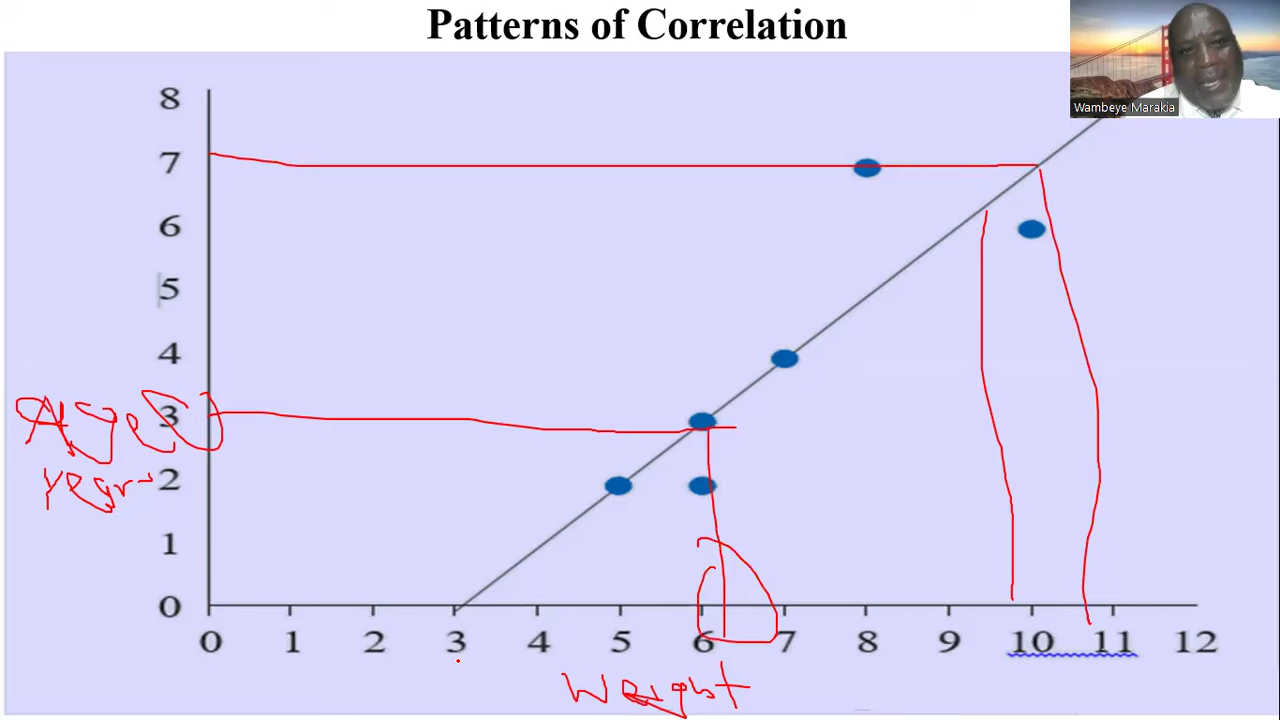 Patterns of Correlation
Wambeye Marakia
8
7
6
5
4
3
2
1
0
Age
years
0 1 2 3 4 5 6 7 8 9 10 11 12
Weight